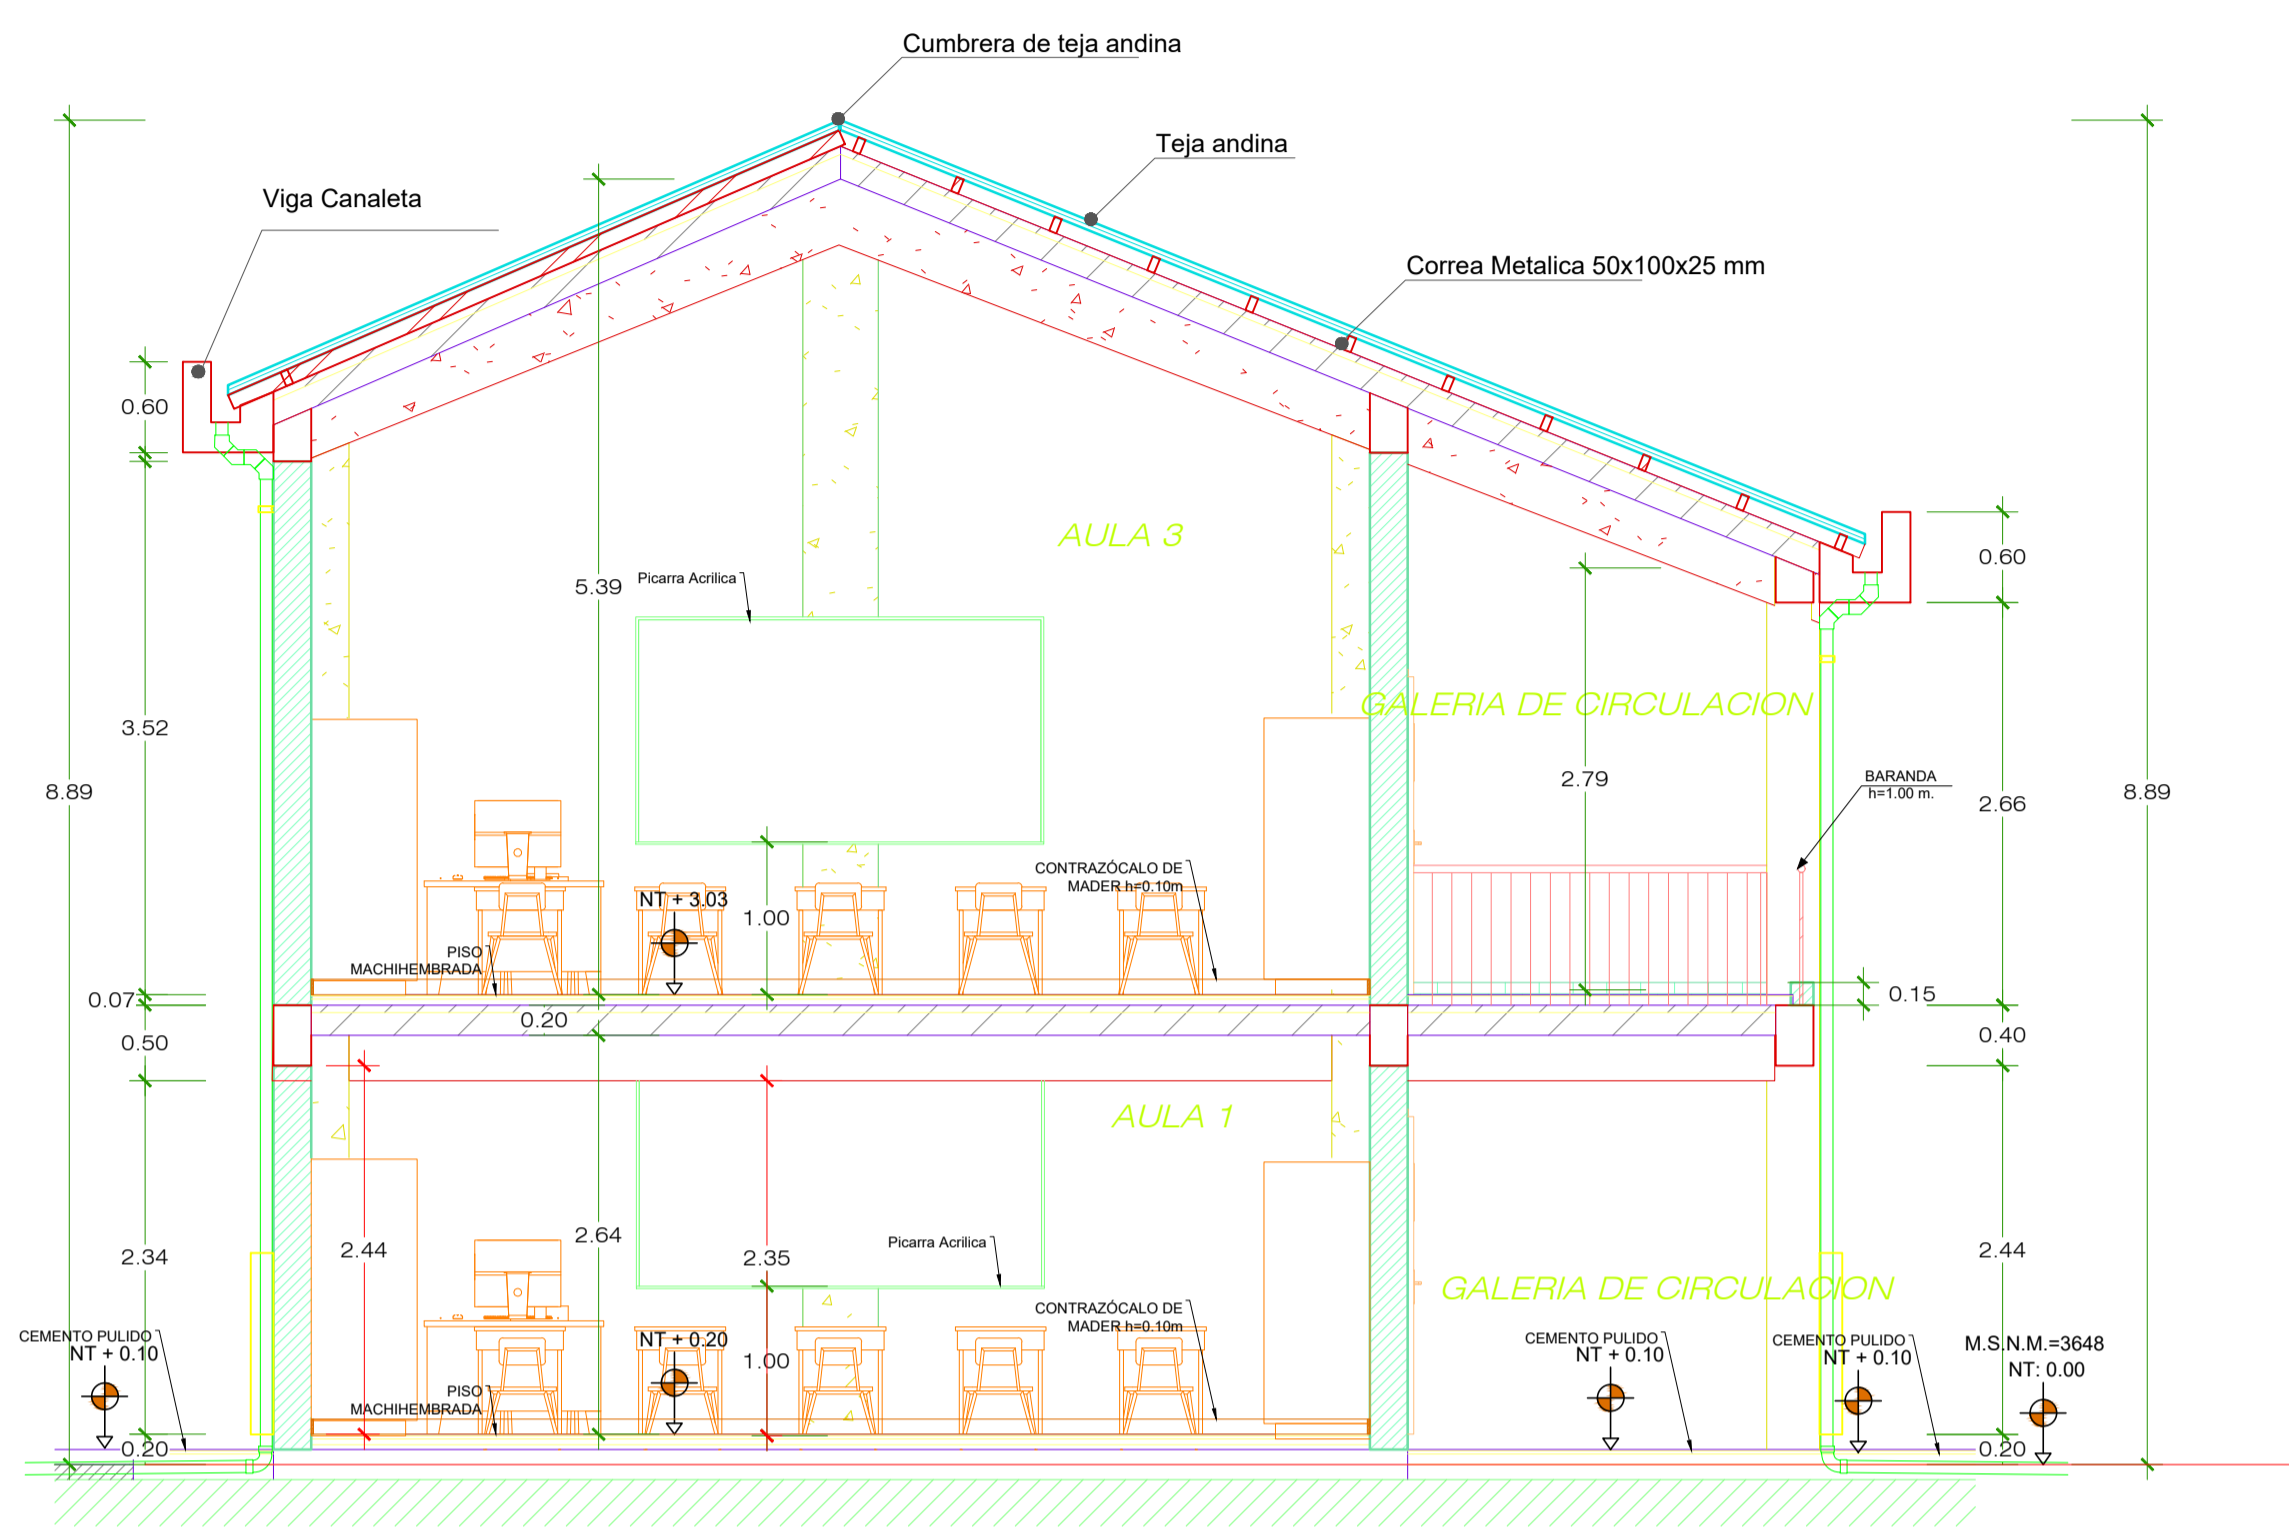 Cumbrera de teja andina
Teja andina
Viga Canaleta
Correa Metalica 50x100x25 mm
0.60
AULA 3
0.60
5.39
Picarra Acrilica
GALERIA DE CIRCULACION
3.52
2.79
BARANDA
h=1.00 m.
8.89
2.66
8.89
CONTRAZÓCALO DE
MADER h=0.10m
NT + 3.03
1.00
PISO
MACHIHEMBRADA
0.07
0.15
0.20
0.50
0.40
AULA 1
2.64
2.44
2.35
Picarra Acrilica
2.34
2.44
GALERIA DE CIRCULACION
CONTRAZÓCALO DE
MADER h=0.10m
CEMENTO PULIDO
NT + 0.10
NT + 0.20
1.00
CEMENTO PULIDO
NT + 0.10
CEMENTO PULIDO
NT + 0.10
M.S.N.M.=3648
NT: 0.00
PISO
MACHIHEMBRADA
0.20
0.20